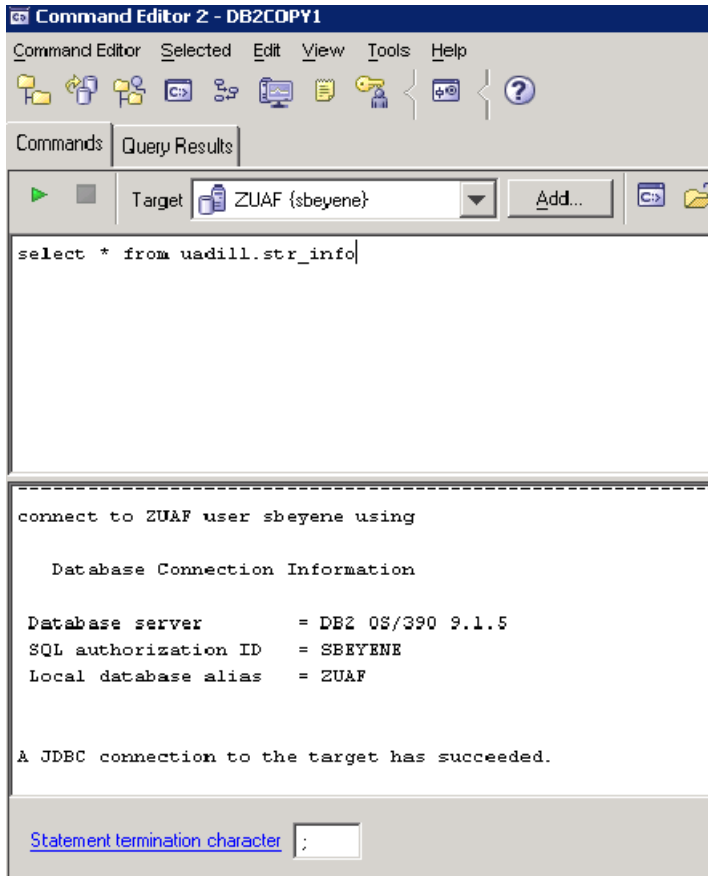 Command Editor 2 - DB2COPY1
Command Editor Selected Edit View Tools Help
Commands Query Results
Target ZUAF {sbeyene} Add...
select * from uadill.str_info
connect to ZUAF user sbeyene using
Database Connection Information
Database server = DB2 OS/390 9.1.5
SQL authorization ID = SBEYENE
Local database alias = ZUAF
A JDBC connection to the target has succeeded.
Statement termination character ;